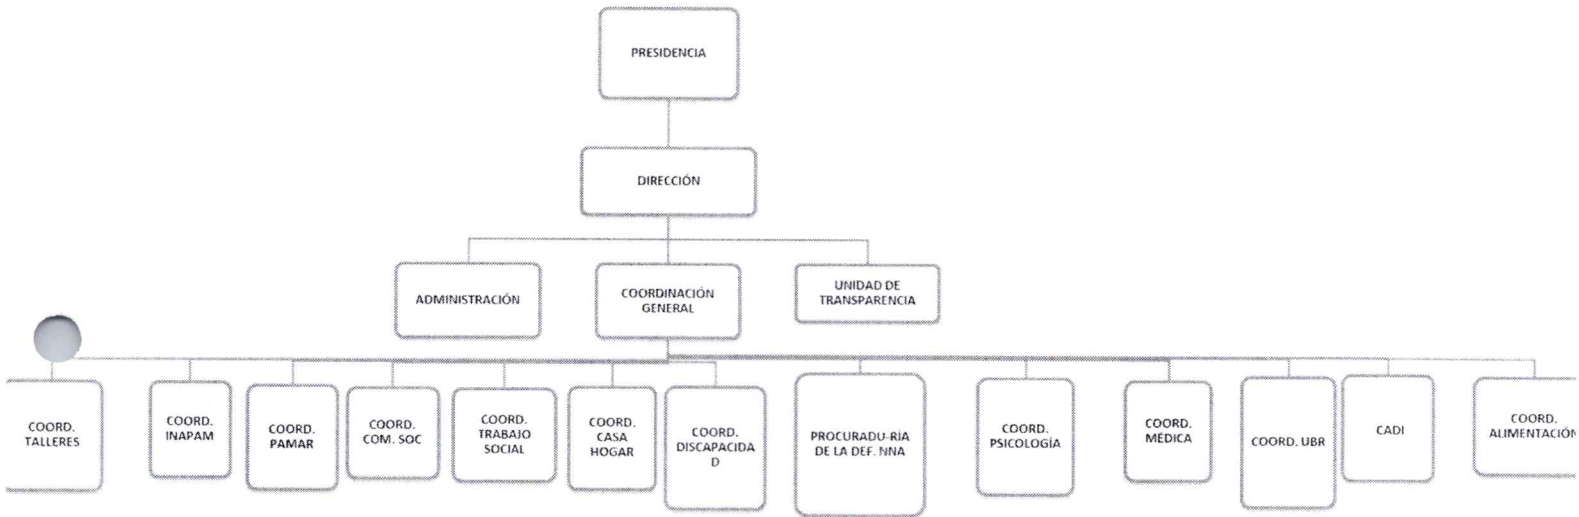 PRESIDENCIA
DIRECCIÓN
ADMINISTRACIÓN
COORDINACIÓN
GENERAL
UNIDAD DE
TRANSPARENCIA
COORD.
TALLERES
COORD.
INAPAM
COORD.
PAMAR
COORD.
COM. SOC
COORD.
TRABAJO
SOCIAL
COORD.
CASA
HOGAR
COORD.
DISCAPACIDA
D
PROCURADU-RÍA
DE LA DEF. NNA
COORD.
PSICOLOGÍA
COORD.
MÉDICA
COORD. UBR
CADI
COORD.
ALIMENTACIÓN